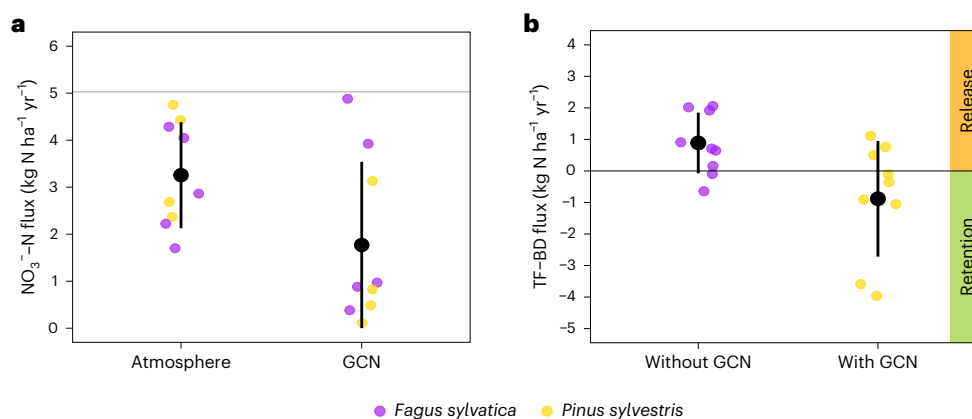 a
NO₃⁻–N flux (kg N ha⁻¹ yr⁻¹)
6
5
4
3
2
1
0
Atmosphere
GCN
b
TF–BD flux (kg N ha⁻¹ yr⁻¹)
4
3
2
1
0
–1
–2
–3
–4
–5
Without GCN
With GCN
Release
Retention
Fagus sylvatica
Pinus sylvestris